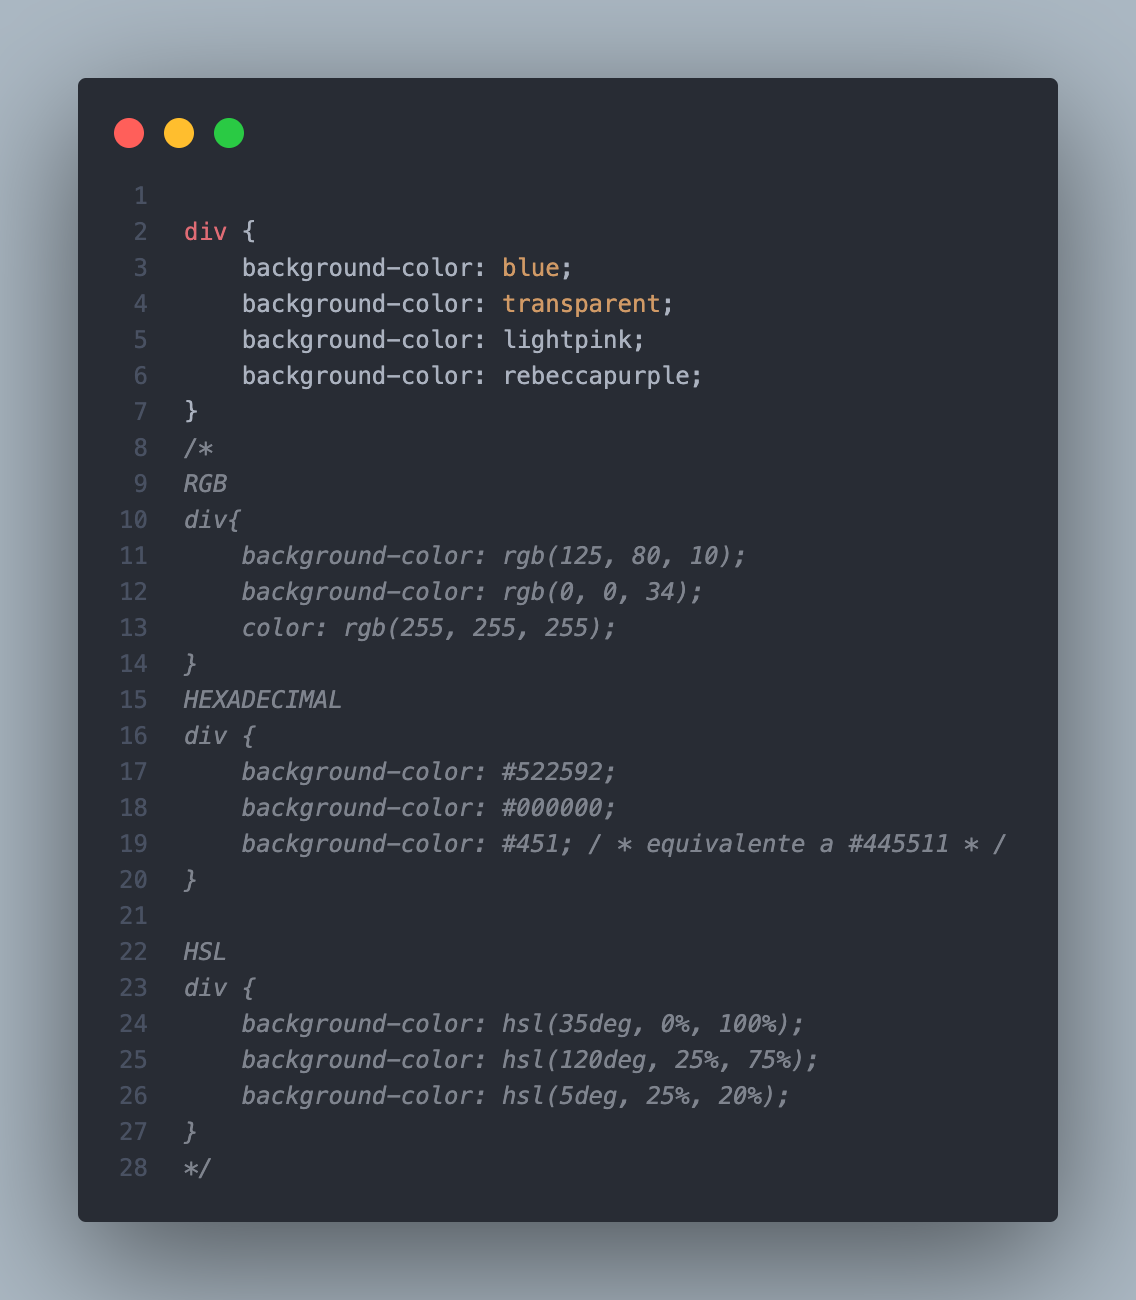 1
2 div {
3     background-color: blue;
4     background-color: transparent;
5     background-color: lightpink;
6     background-color: rebeccapurple;
7 }
8 /*
9 RGB
10 div{
11     background-color: rgb(125, 80, 10);
12     background-color: rgb(0, 0, 34);
13     color: rgb(255, 255, 255);
14 }
15 HEXADECIMAL
16 div {
17     background-color: #522592;
18     background-color: #000000;
19     background-color: #451; / * equivalente a #445511 * /
20 }
21
22 HSL
23 div {
24     background-color: hsl(35deg, 0%, 100%);
25     background-color: hsl(120deg, 25%, 75%);
26     background-color: hsl(5deg, 25%, 20%);
27 }
28 */